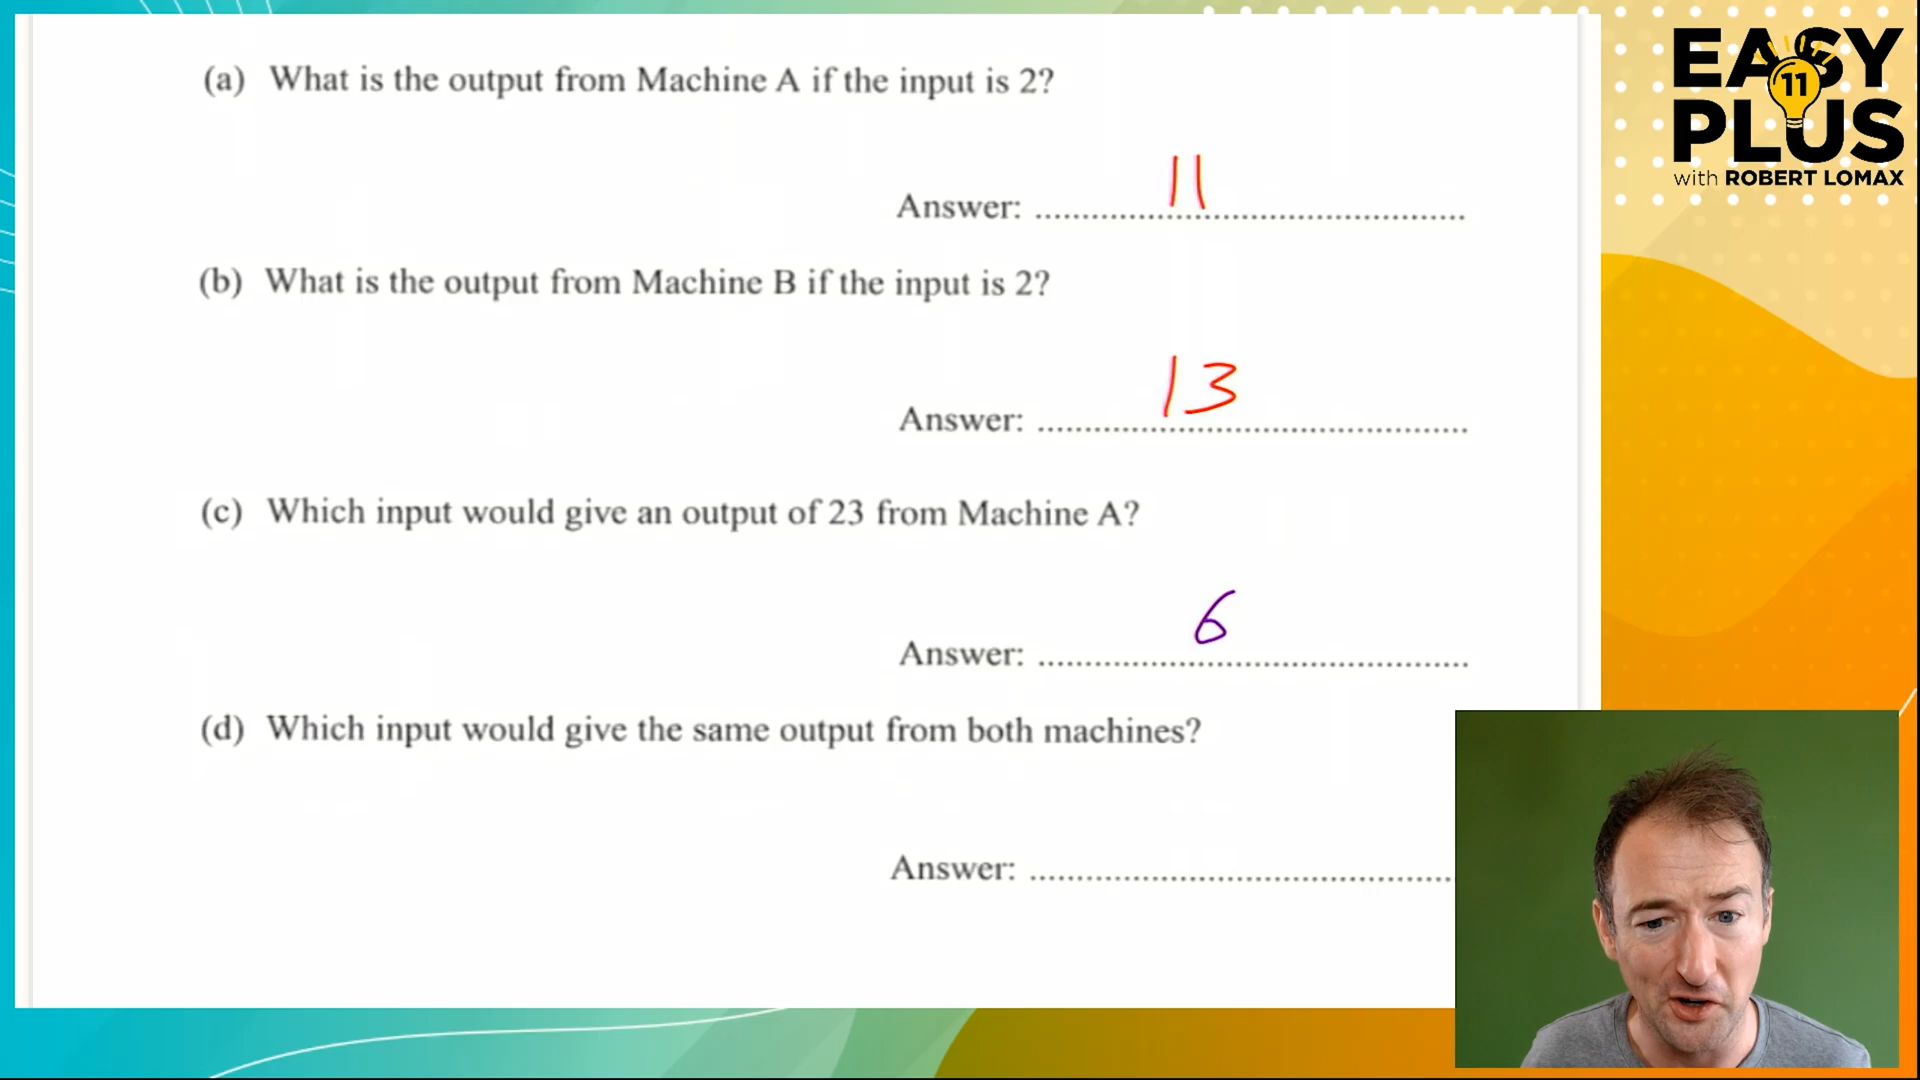 EASY
11
PLUS
with ROBERT LOMAX
(a) What is the output from Machine A if the input is 2?
11
Answer: ..............................................
(b) What is the output from Machine B if the input is 2?
13
Answer: ..............................................
(c) Which input would give an output of 23 from Machine A?
6
Answer: ..............................................
(d) Which input would give the same output from both machines?
Answer: ..............................................